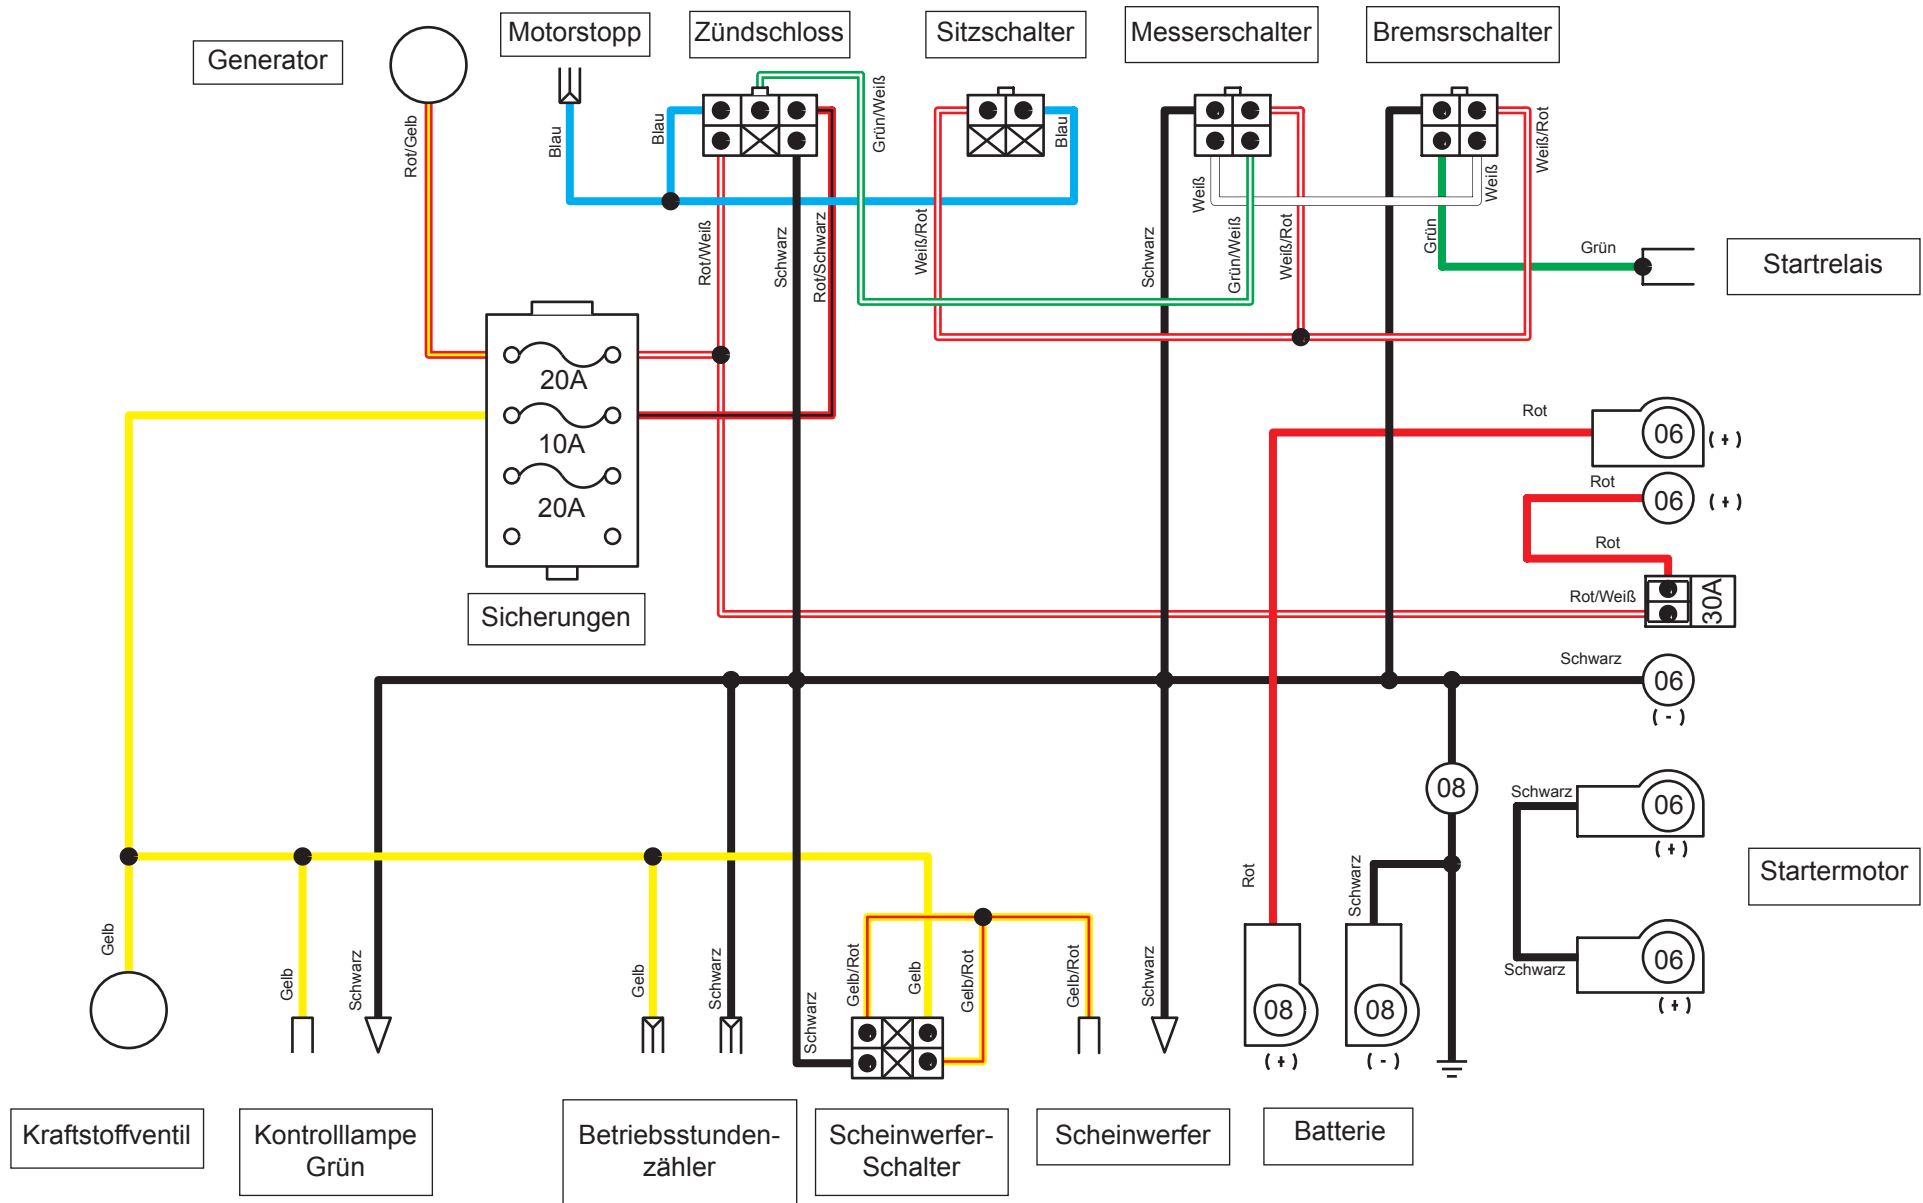 Generator
Motorstopp
Zündschloss
Sitzschalter
Messerschalter
Bremsrschalter
Rot/Gelb
Blau
Blau
Grün/Weiß
Blau
Weiß/Rot
Weiß
Weiß
Rot/Weiß
Schwarz
Rot/Schwarz
Weiß/Rot
Schwarz
Grün/Weiß
Weiß/Rot
Grün
Grün
Startrelais
20A
10A
20A
Sicherungen
Rot
06
(+)
Rot
06
(+)
Rot
Rot/Weiß
30A
Schwarz
06
(-)
08
Schwarz
06
(+)
Startermotor
Schwarz
06
(+)
Gelb
Gelb
Schwarz
Gelb
Schwarz
Schwarz
Gelb/Rot
Gelb
Gelb/Rot
Gelb/Rot
Schwarz
Rot
Schwarz
08
(+)
08
(-)
Kraftstoffventil
Kontrolllampe
Grün
Betriebsstunden-
zähler
Scheinwerfer-
Schalter
Scheinwerfer
Batterie